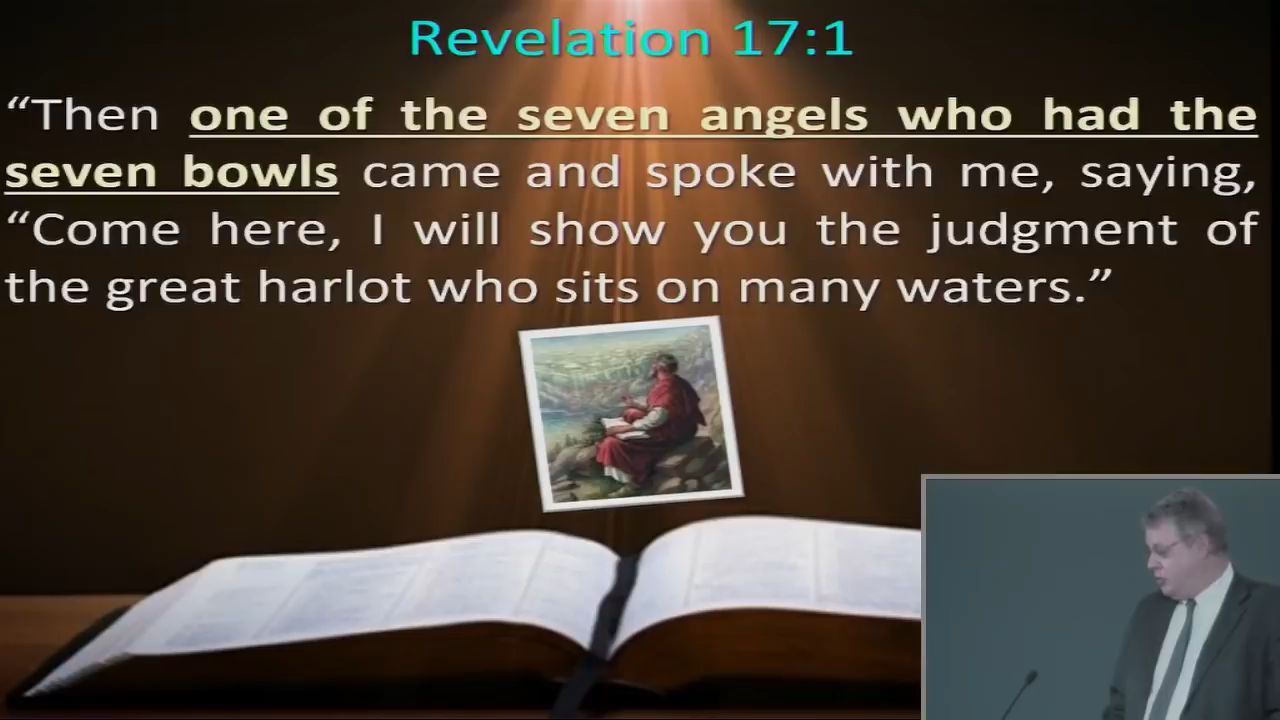 Revelation 17:1
“Then one of the seven angels who had the
seven bowls came and spoke with me, saying,
“Come here, I will show you the judgment of
the great harlot who sits on many waters.”